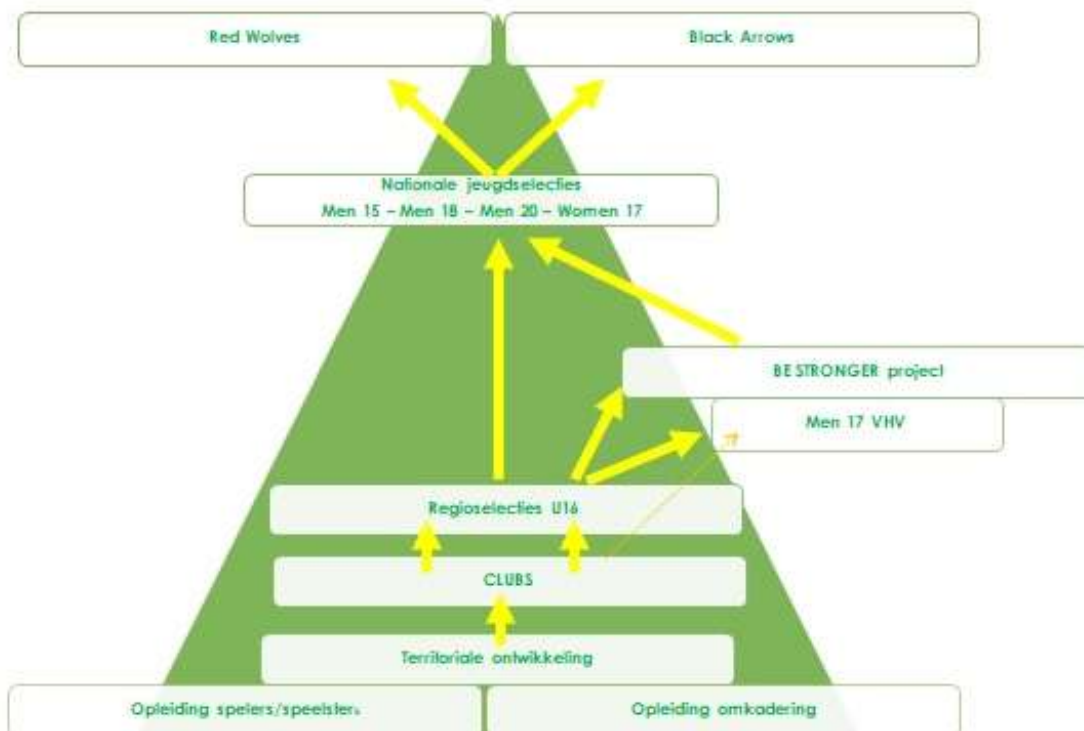 Red Wolves
Black Arrows
Nationale jeugdselecties
Men 15 – Men 18 – Men 20 – Women 17
BE STRONGER project
Men 17 VHV
Regioselecties U16
CLUBS
Territoriale ontwikkeling
Opleiding spelers/speelsters
Opleiding omkadering